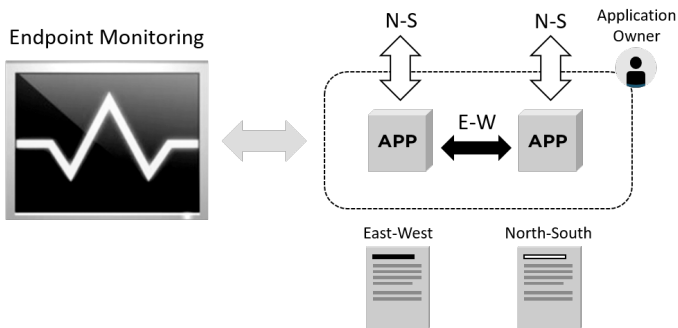 Endpoint Monitoring
N-S
N-S
Application
Owner
APP
E-W
APP
East-West
North-South